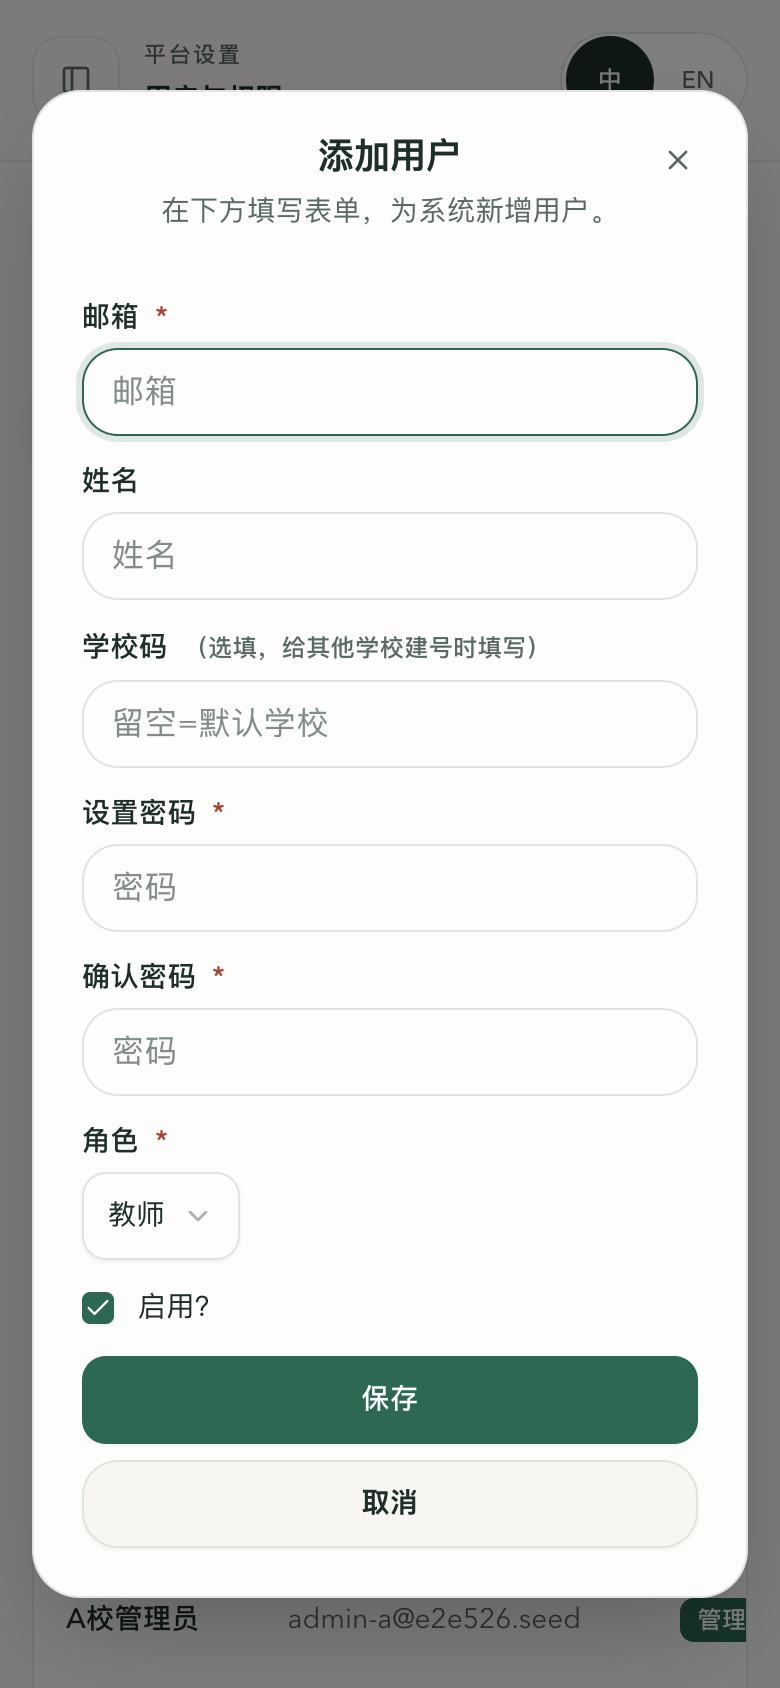 平台设置
中 EN
添加用户
在下方填写表单，为系统新增用户。
邮箱 *
邮箱
姓名
姓名
学校码 （选填，给其他学校建号时填写）
留空=默认学校
设置密码 *
密码
确认密码 *
密码
角色 *
教师
启用?
保存
取消
A校管理员 admin-a@e2e526.seed 管理